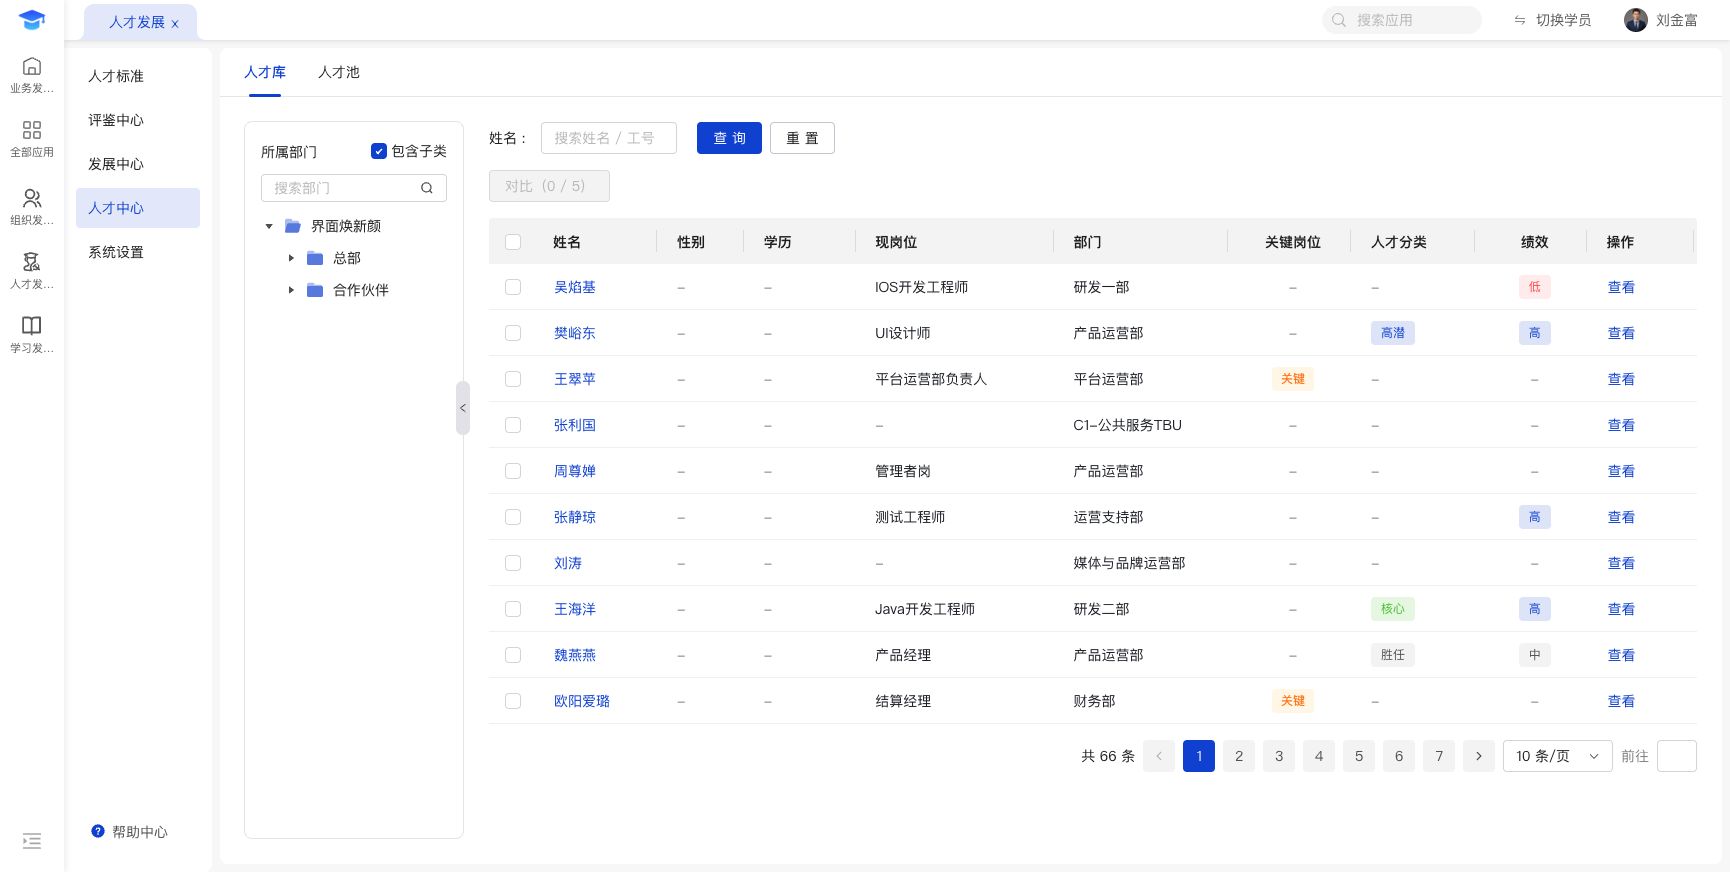 人才发展 x
搜索应用
切换学员
刘金富
业务发...
全部应用
组织发...
人才发...
学习发...
人才标准
评鉴中心
发展中心
人才中心
系统设置
帮助中心
人才库 人才池
所属部门 包含子类
搜索部门
界面焕新颜
总部
合作伙伴
姓名： 搜索姓名 / 工号 查 询 重 置
对比（0 / 5）
姓名 性别 学历 现岗位 部门 关键岗位 人才分类 绩效 操作
吴焰基 – – IOS开发工程师 研发一部 – – 低 查看
樊峪东 – – UI设计师 产品运营部 – 高潜 高 查看
王翠苹 – – 平台运营部负责人 平台运营部 关键 – – 查看
张利国 – – – C1–公共服务TBU – – – 查看
周尊婵 – – 管理者岗 产品运营部 – – – 查看
张静琼 – – 测试工程师 运营支持部 – – 高 查看
刘涛 – – – 媒体与品牌运营部 – – – 查看
王海洋 – – Java开发工程师 研发二部 – 核心 高 查看
魏燕燕 – – 产品经理 产品运营部 – 胜任 中 查看
欧阳爱璐 – – 结算经理 财务部 关键 – – 查看
共 66 条 < 1 2 3 4 5 6 7 > 10 条/页 前往